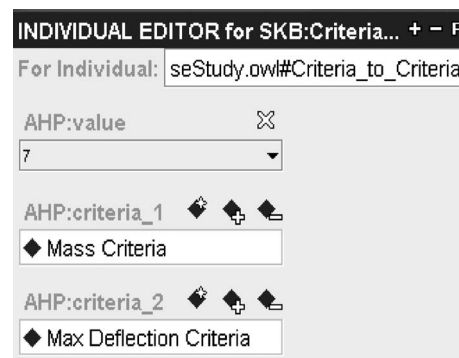 INDIVIDUAL EDITOR for SKB:Criteria... + −
For Individual: seStudy.owl#Criteria_to_Criteria
AHP:value
7
AHP:criteria_1
Mass Criteria
AHP:criteria_2
Max Deflection Criteria